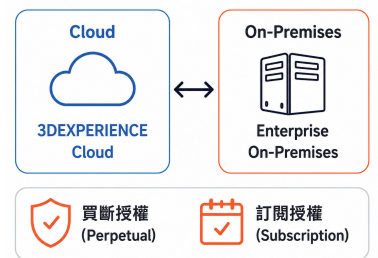 Cloud
3DEXPERIENCE
Cloud
On-Premises
Enterprise
On-Premises
買斷授權
(Perpetual)
訂閱授權
(Subscription)